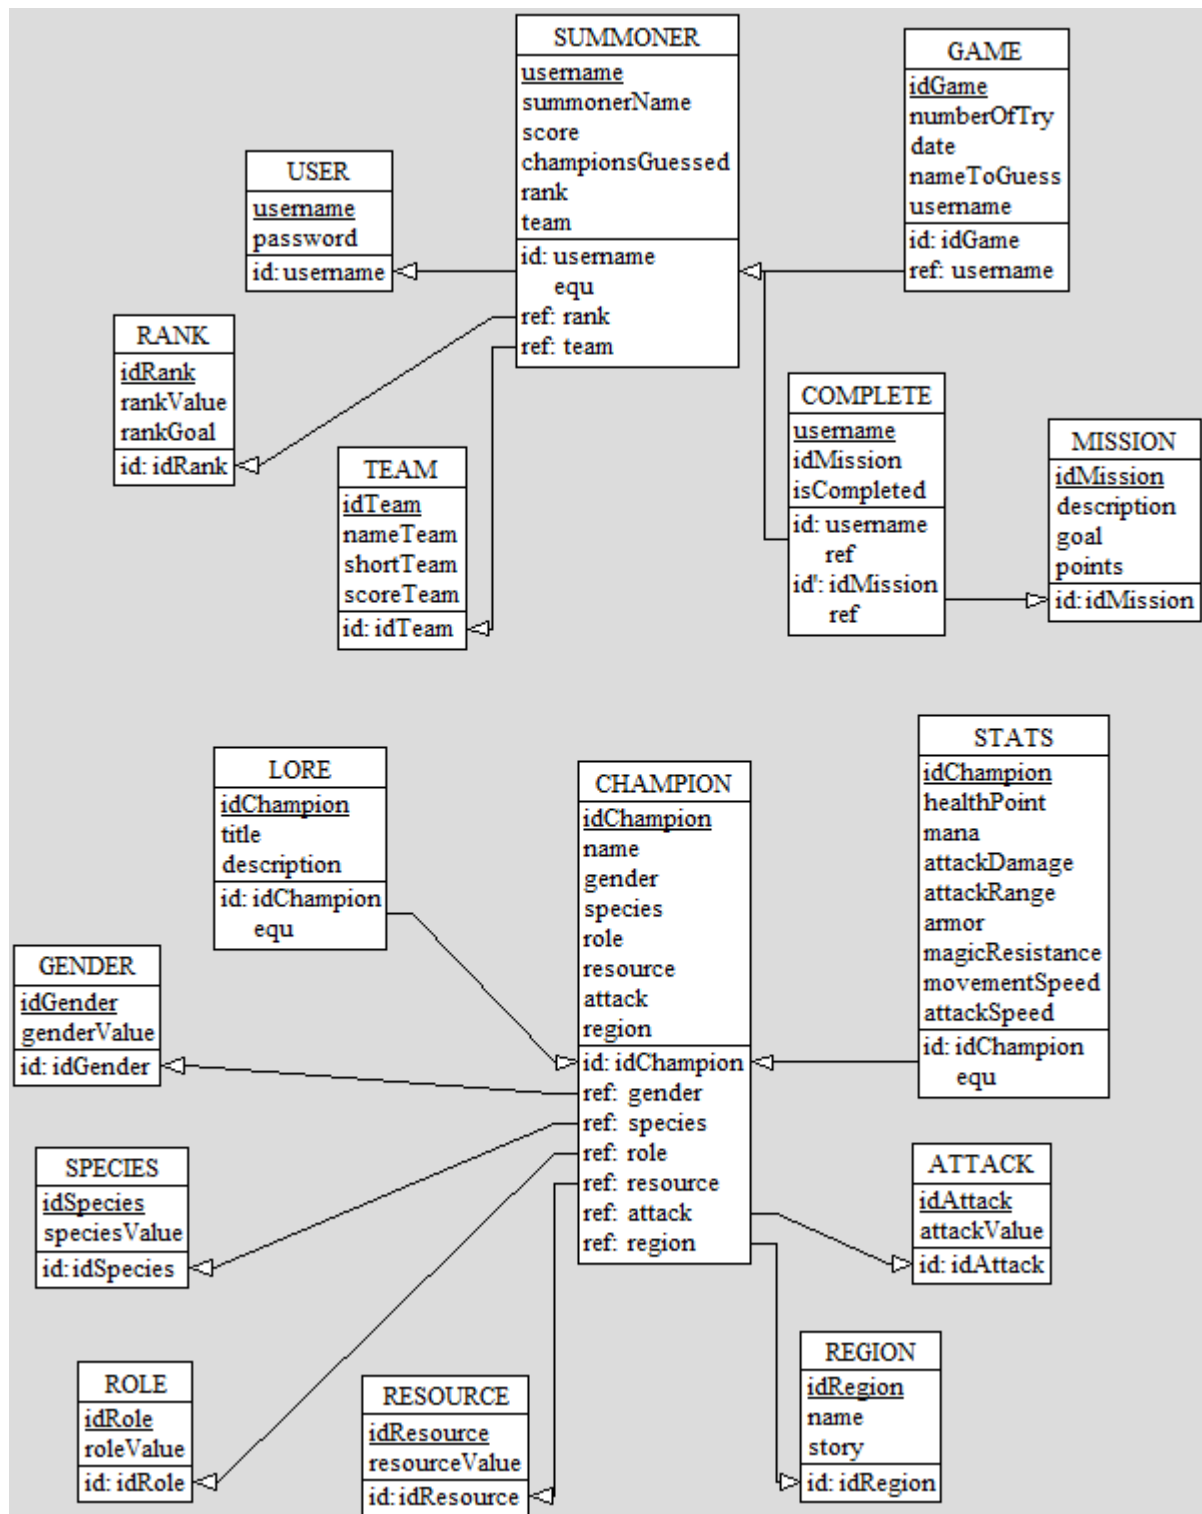 SUMMONER
username
summonerName
score
championsGuessed
rank
team
id: username
equ
ref: rank
ref: team
GAME
idGame
numberOfTry
date
nameToGuess
username
id: idGame
ref: username
USER
username
password
id: username
RANK
idRank
rankValue
rankGoal
id: idRank
TEAM
idTeam
nameTeam
shortTeam
scoreTeam
id: idTeam
COMPLETE
username
idMission
isCompleted
id: username
ref
id': idMission
ref
MISSION
idMission
description
goal
points
id: idMission
LORE
idChampion
title
description
id: idChampion
equ
CHAMPION
idChampion
name
gender
species
role
resource
attack
region
id: idChampion
ref: gender
ref: species
ref: role
ref: resource
ref: attack
ref: region
STATS
idChampion
healthPoint
mana
attackDamage
attackRange
armor
magicResistance
movementSpeed
attackSpeed
id: idChampion
equ
GENDER
idGender
genderValue
id: idGender
SPECIES
idSpecies
speciesValue
id: idSpecies
ATTACK
idAttack
attackValue
id: idAttack
ROLE
idRole
roleValue
id: idRole
RESOURCE
idResource
resourceValue
id: idResource
REGION
idRegion
name
story
id: idRegion